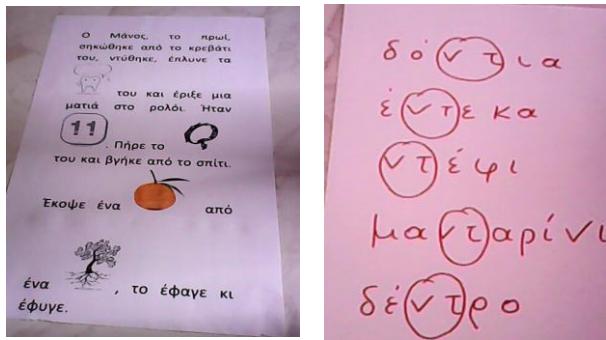 Ο Μάνος, το πρωί,
σηκώθηκε από το κρεβάτι
του, ντύθηκε, έπλυνε τα
του και έριξε μια
ματιά στο ρολόι. Ήταν
11 . Πήρε το
του και βγήκε από το σπίτι.
Έκοψε ένα από
ένα , το έφαγε κι
έφυγε.
δόντια
έντεκα
ντέφι
μανταρίνι
δέντρο